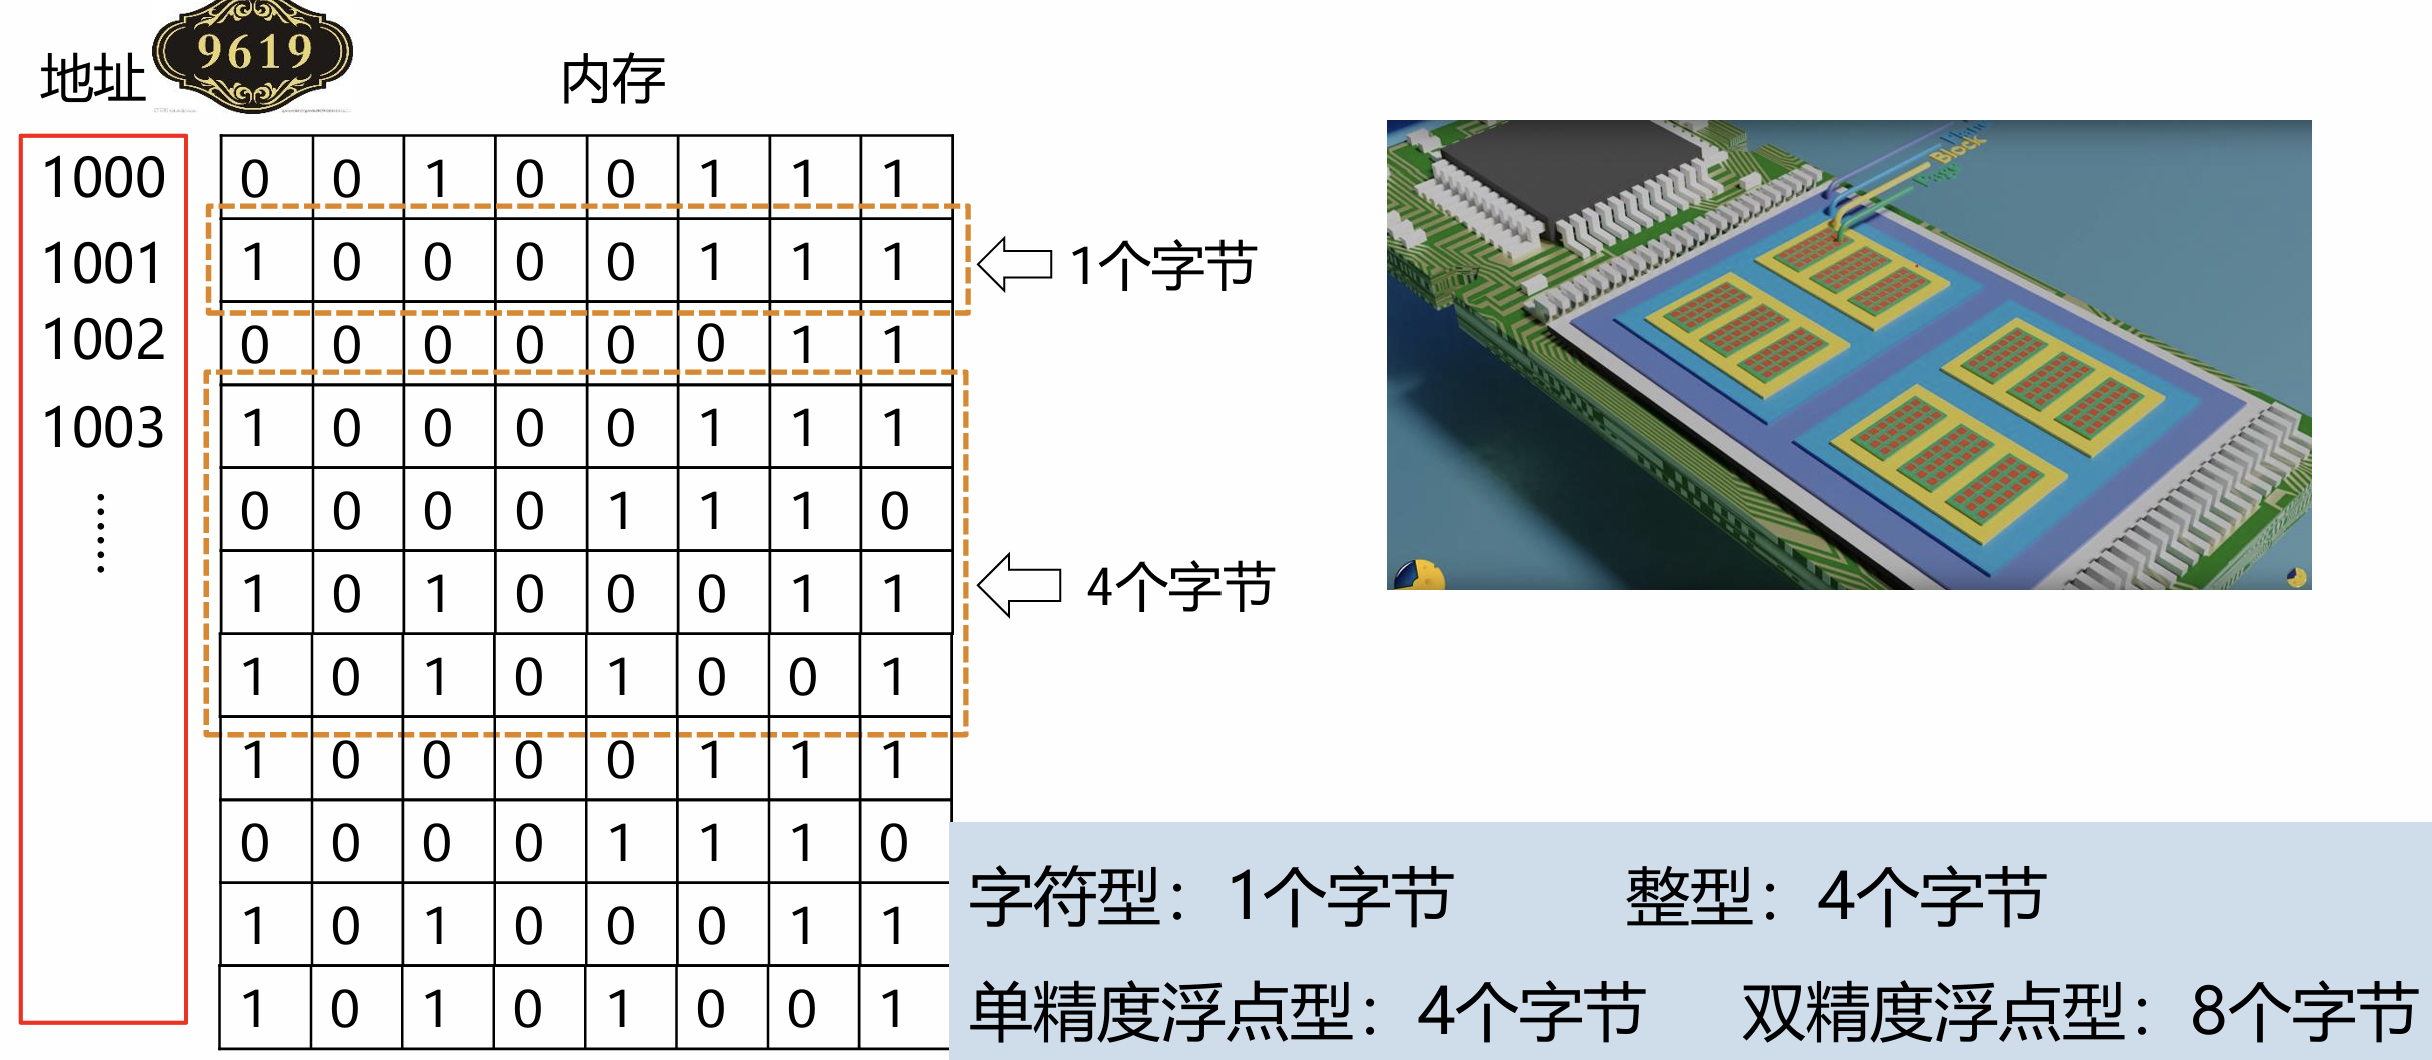 地址 9619 内存
1000 0 0 1 0 0 1 1 1
1001 1 0 0 0 0 1 1 1 1个字节
1002 0 0 0 0 0 0 1 1
1003 1 0 0 0 0 1 1 1
0 0 0 0 1 1 1 0
……
1 0 1 0 0 0 1 1 4个字节
1 0 1 0 1 0 0 1
1 0 0 0 0 1 1 1
0 0 0 0 1 1 1 0
1 0 1 0 0 0 1 1
1 0 1 0 1 0 0 1
Block
字符型：1个字节 整型：4个字节
单精度浮点型：4个字节 双精度浮点型：8个字节